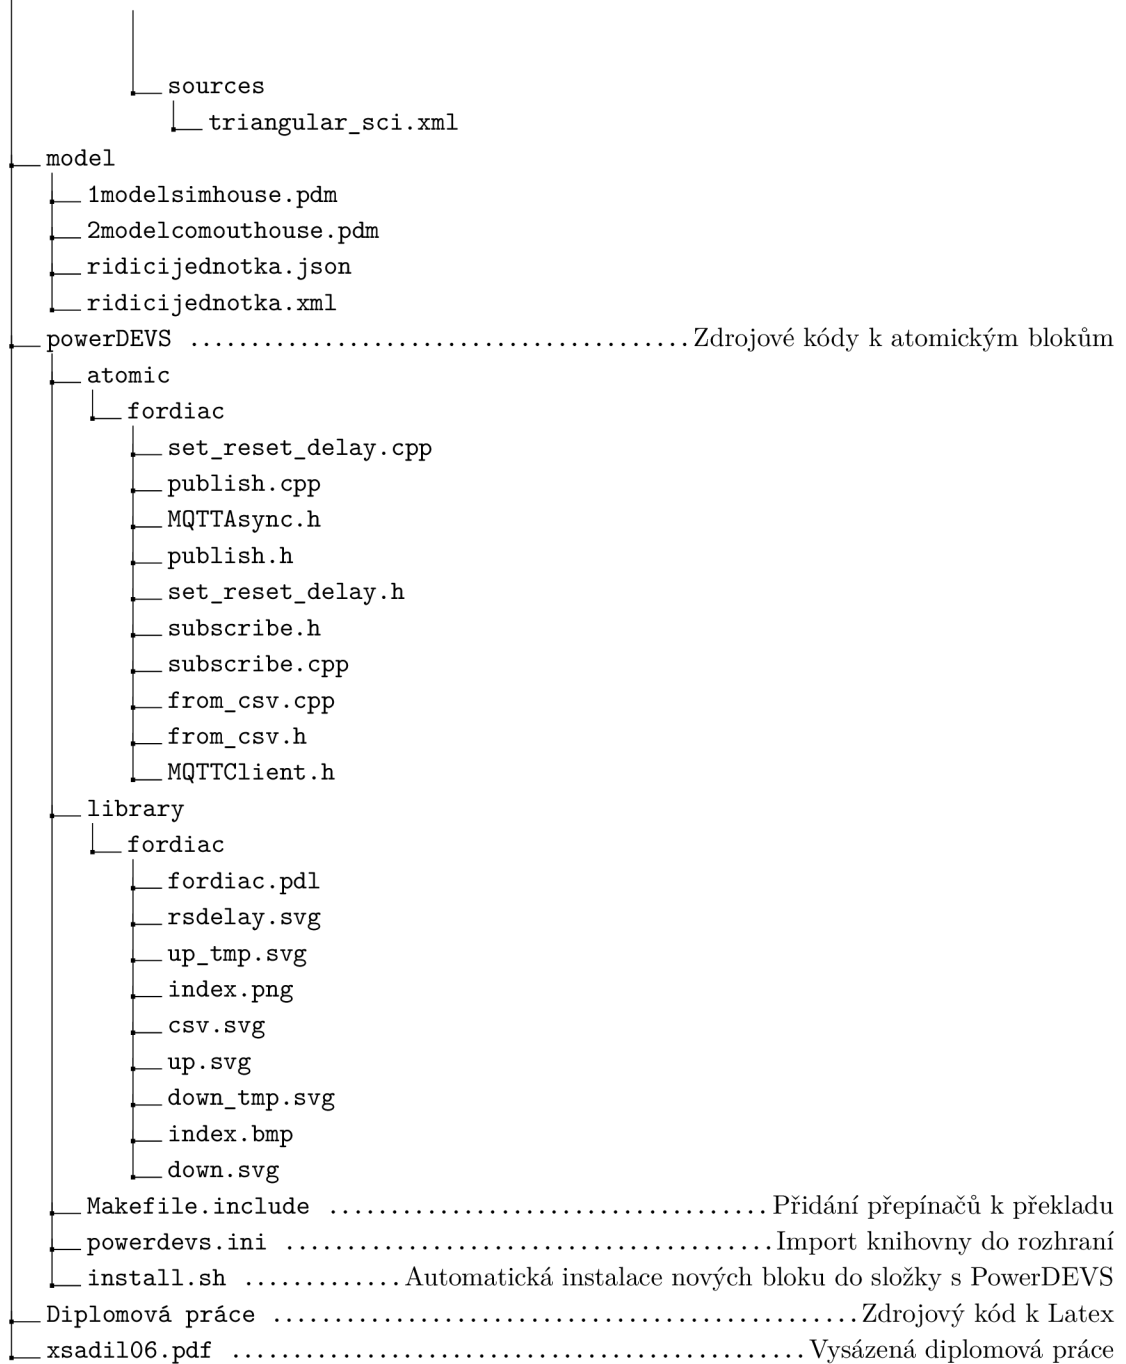 sources
triangular_sci.xml
model
1modelsimhouse.pdm
2modelcomouthouse.pdm
ridicijednotka.json
ridicijednotka.xml
powerDEVS ........................................ Zdrojové kódy k atomickým blokům
atomic
fordiac
set_reset_delay.cpp
publish.cpp
MQTTAsync.h
publish.h
set_reset_delay.h
subscribe.h
subscribe.cpp
from_csv.cpp
from_csv.h
MQTTClient.h
library
fordiac
fordiac.pdl
rsdelay.svg
up_tmp.svg
index.png
csv.svg
up.svg
down_tmp.svg
index.bmp
down.svg
Makefile.include .................................... Přidání přepínačů k překladu
powerdevs.ini ........................................ Import knihovny do rozhraní
install.sh ............. Automatická instalace nových bloku do složky s PowerDEVS
Diplomová práce ................................................ Zdrojový kód k Latex
xsadil06.pdf ............................................... Vysázená diplomová práce